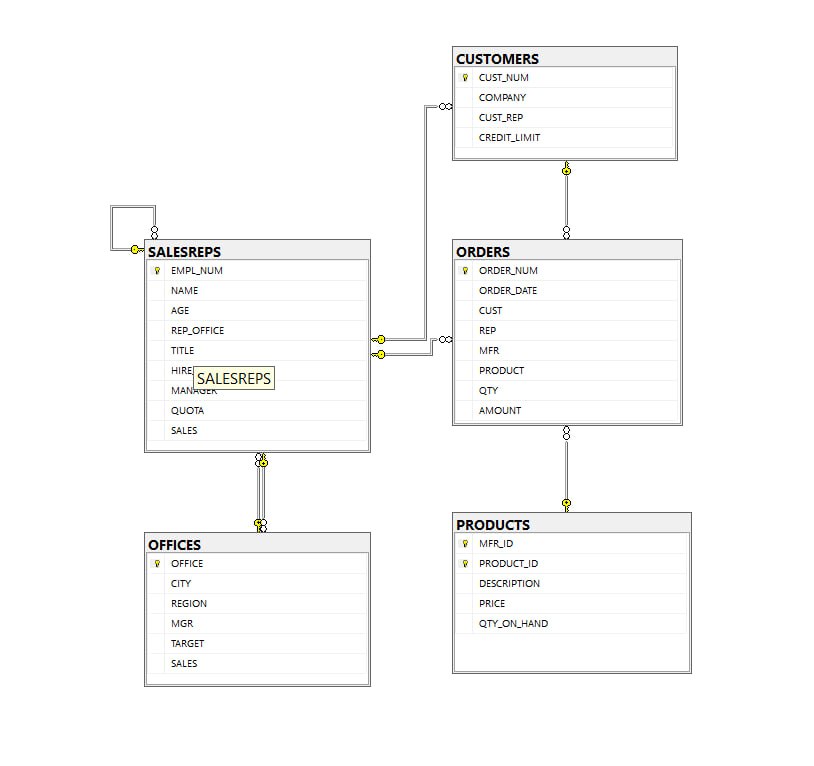 CUSTOMERS
CUST_NUM
COMPANY
CUST_REP
CREDIT_LIMIT
SALESREPS
EMPL_NUM
NAME
AGE
REP_OFFICE
TITLE
SALESREPS
MANAGER
QUOTA
SALES
ORDERS
ORDER_NUM
ORDER_DATE
CUST
REP
MFR
PRODUCT
QTY
AMOUNT
OFFICES
OFFICE
CITY
REGION
MGR
TARGET
SALES
PRODUCTS
MFR_ID
PRODUCT_ID
DESCRIPTION
PRICE
QTY_ON_HAND